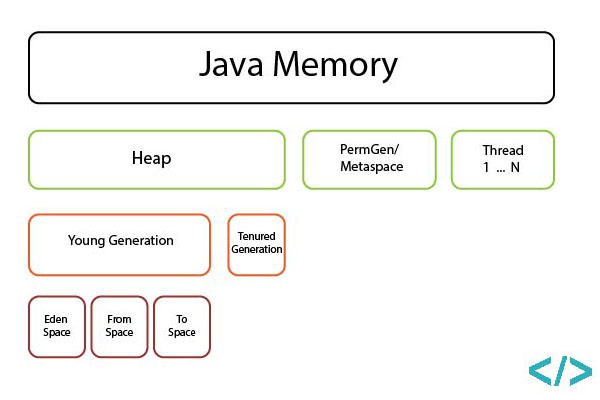 Java Memory
Heap
PermGen/
Metaspace
Thread
1 ... N
Young Generation
Tenured
Generation
Eden
Space
From
Space
To
Space
</>